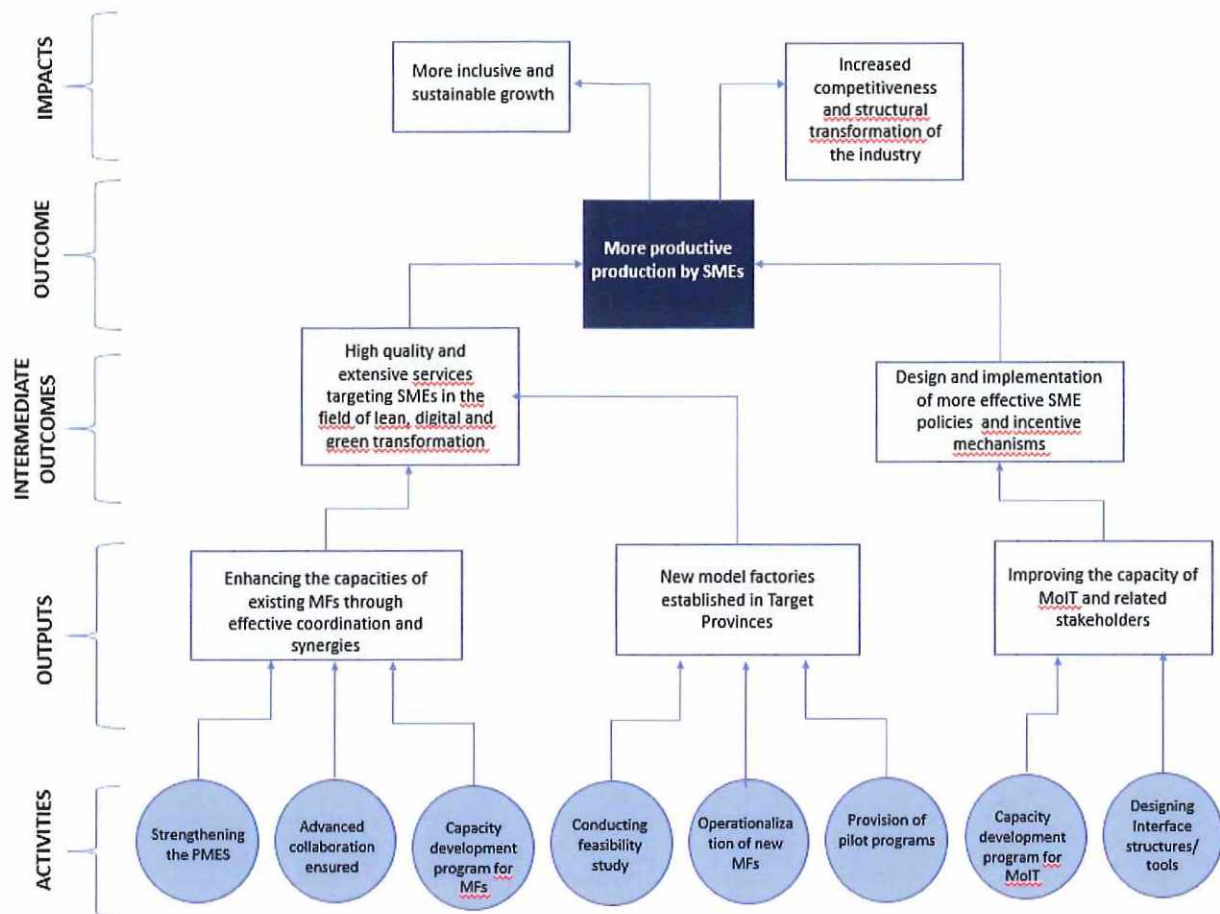 IMPACTS
More inclusive and
sustainable growth
Increased
competitiveness
and structural
transformation of
the industry
OUTCOME
More productive
production by SMEs
INTERMEDIATE
OUTCOMES
High quality and
extensive services
targeting SMEs in the
field of lean, digital and
green transformation
Design and implementation
of more effective SME
policies and incentive
mechanisms
OUTPUTS
Enhancing the capacities of
existing MFs through
effective coordination and
synergies
New model factories
established in Target
Provinces
Improving the capacity of
MoIT and related
stakeholders
ACTIVITIES
Strengthening
the PMES
Advanced
collaboration
ensured
Capacity
development
program for
MFs
Conducting
feasibility
study
Operationaliza
tion of new
MFs
Provision of
pilot programs
Capacity
development
program for
MoIT
Designing
Interface
structures/
tools